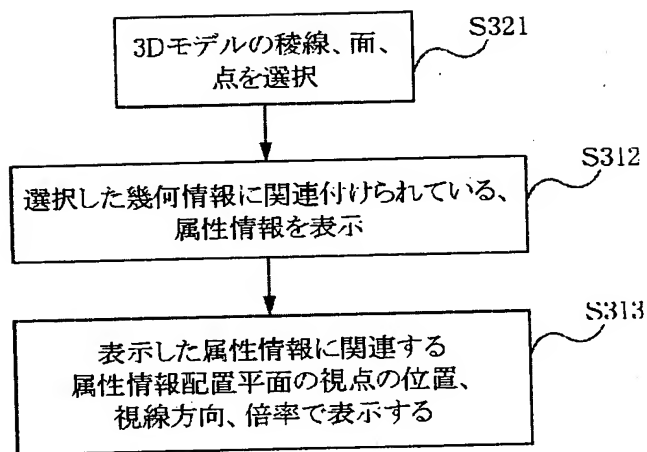 S321
3Dモデルの稜線、面、
点を選択
S312
選択した幾何情報に関連付けられている、
属性情報を表示
S313
表示した属性情報に関連する
属性情報配置平面の視点の位置、
視線方向、倍率で表示する